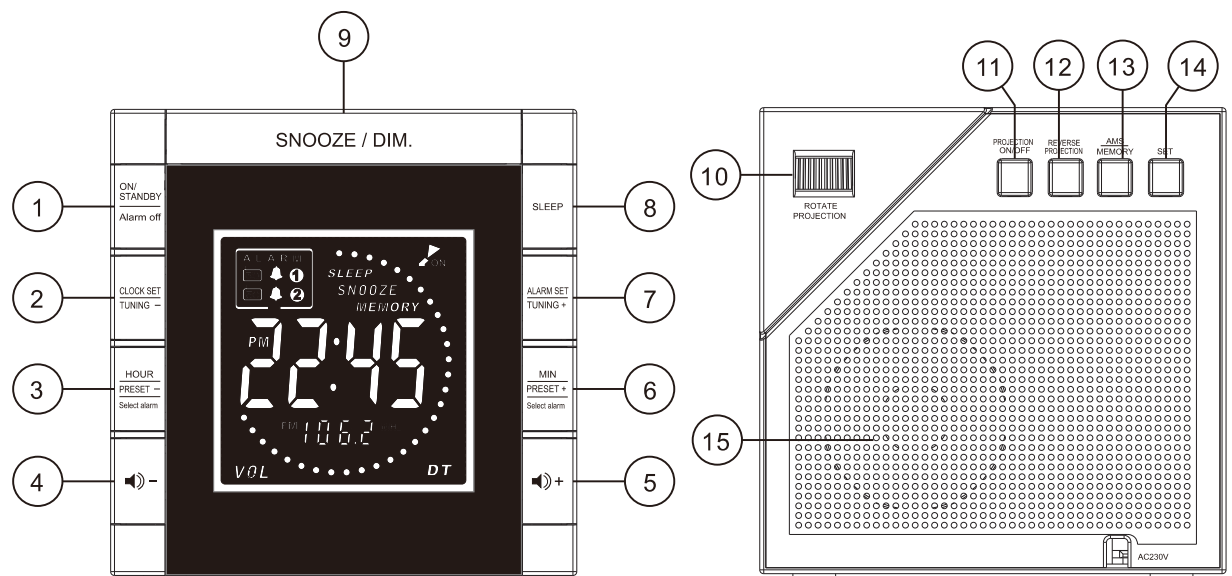 9
SNOOZE / DIM.
1
ON/
STANDBY
Alarm off
2
CLOCK SET
TUNING −
3
HOUR
PRESET −
Select alarm
4
−
ALARM
1
2
SLEEP
SNOOZE
MEMORY
ON
PM
22:45
FM 106.2
VOL
DT
SLEEP
8
ALARM SET
TUNING +
7
MIN
PRESET +
Select alarm
6
+
5
10
ROTATE
PROJECTION
11
12
13
14
PROJECTION
ON/OFF
REVERSE
PROJECTION
AMS
MEMORY
SET
15
AC230V